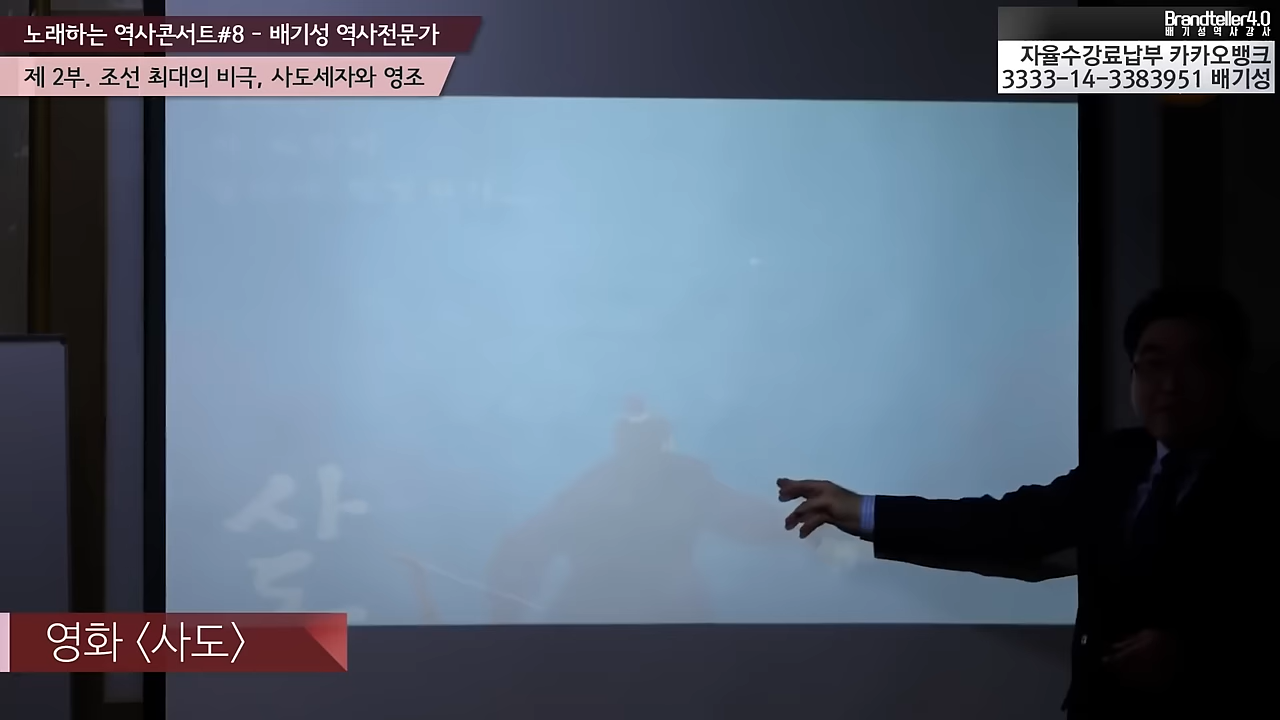 노래하는 역사콘서트#8 - 배기성 역사전문가
제 2부. 조선 최대의 비극, 사도세자와 영조
Brandteller4.0
배기성역사강사
자율수강료납부 카카오뱅크
3333-14-3383951 배기성
사
도
영화 <사도>